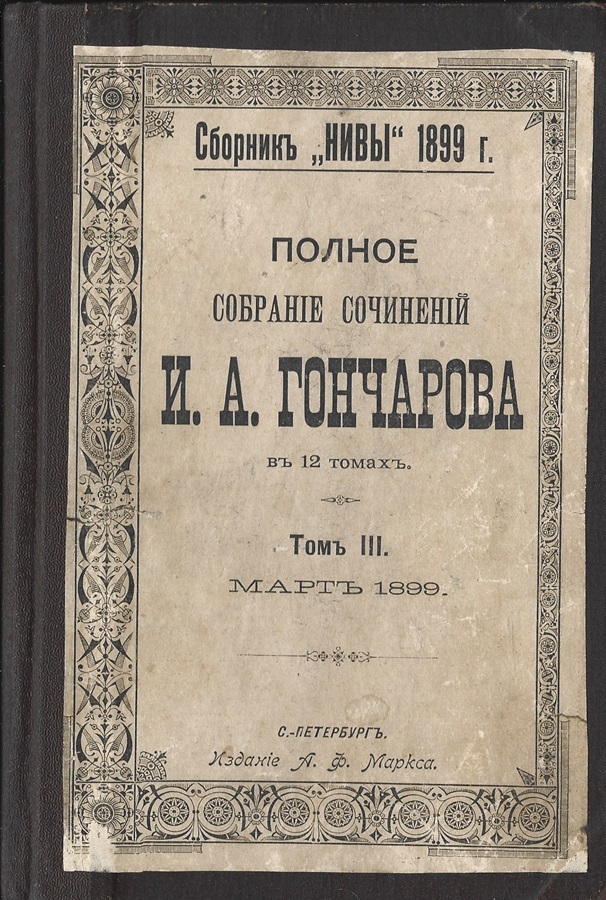 Сборникъ „НИВЫ“ 1899 г.
ПОЛНОЕ
СОБРАНІЕ СОЧИНЕНІЙ
И. А. ГОНЧАРОВА
въ 12 томахъ.
Томъ III.
МАРТЪ 1899.
С.-ПЕТЕРБУРГЪ.
Изданіе А. Ф. Маркса.